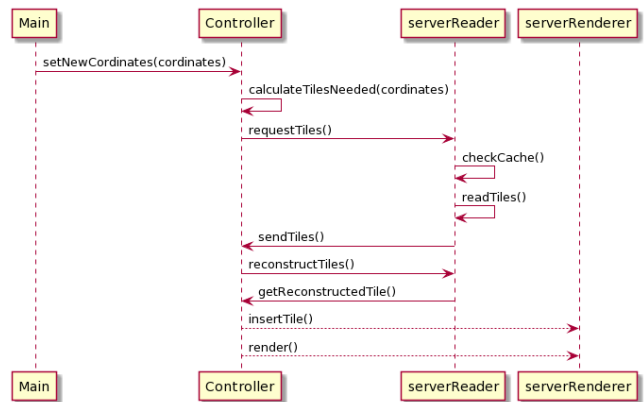 Main Controller serverReader serverRenderer
setNewCordinates(cordinates)
calculateTilesNeeded(cordinates)
requestTiles()
checkCache()
readTiles()
sendTiles()
reconstructTiles()
getReconstructedTile()
insertTile()
render()
Main Controller serverReader serverRenderer